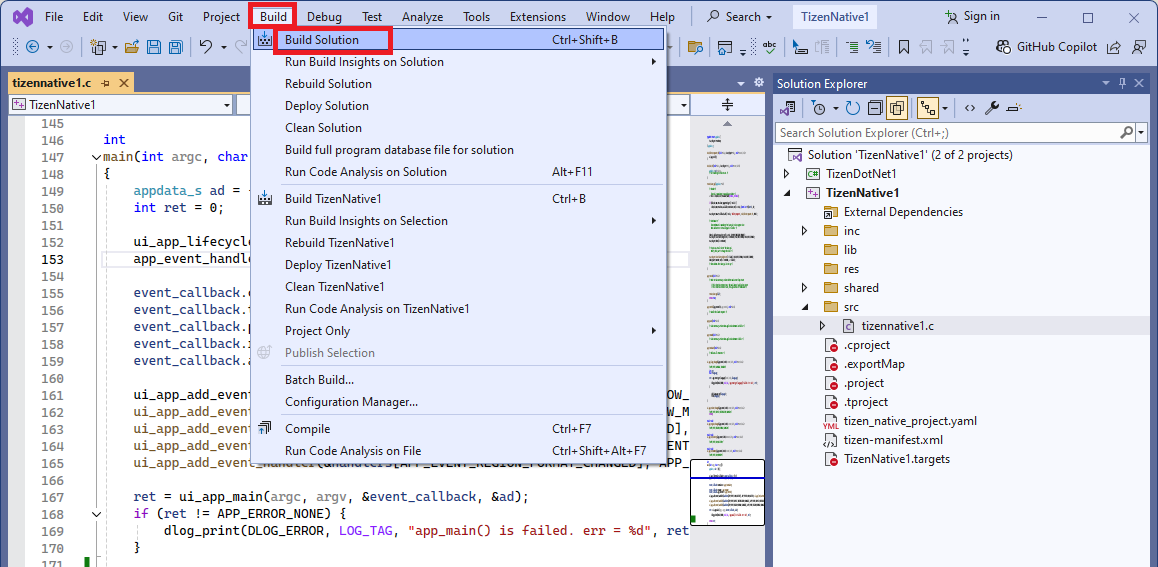 File Edit View Git Project Build Debug Test Analyze Tools Extensions Window Help Search TizenNative1 Sign in
GitHub Copilot
tizennative1.c
TizenNative1
Build Solution Ctrl+Shift+B
Run Build Insights on Solution
Rebuild Solution
Deploy Solution
Clean Solution
Build full program database file for solution
Run Code Analysis on Solution Alt+F11
Build TizenNative1 Ctrl+B
Run Build Insights on Selection
Rebuild TizenNative1
Deploy TizenNative1
Clean TizenNative1
Run Code Analysis on TizenNative1
Project Only
Publish Selection
Batch Build...
Configuration Manager...
Compile Ctrl+F7
Run Code Analysis on File Ctrl+Shift+Alt+F7
145
146 int
147 main(int argc, char
148 {
149 appdata_s ad =
150 int ret = 0;
151
152 ui_app_lifecycl
153 app_event_handl
154
155 event_callback.
156 event_callback.
157 event_callback.
158 event_callback.
159 event_callback.
160
161 ui_app_add_even OW_
162 ui_app_add_even W_M
163 ui_app_add_even D],
164 ui_app_add_even ENT
165 ui_app_add_event_handler(&handlers[APP_EVENT_REGION_FORMAT_CHANGED], APP_
166
167 ret = ui_app_main(argc, argv, &event_callback, &ad);
168 if (ret != APP_ERROR_NONE) {
169 dlog_print(DLOG_ERROR, LOG_TAG, "app_main() is failed. err = %d", ret
170 }
171
Solution Explorer
Search Solution Explorer (Ctrl+;)
Solution 'TizenNative1' (2 of 2 projects)
C# TizenDotNet1
TizenNative1
External Dependencies
inc
lib
res
shared
src
tizennative1.c
.cproject
.exportMap
.project
.tproject
YML tizen_native_project.yaml
tizen-manifest.xml
TizenNative1.targets